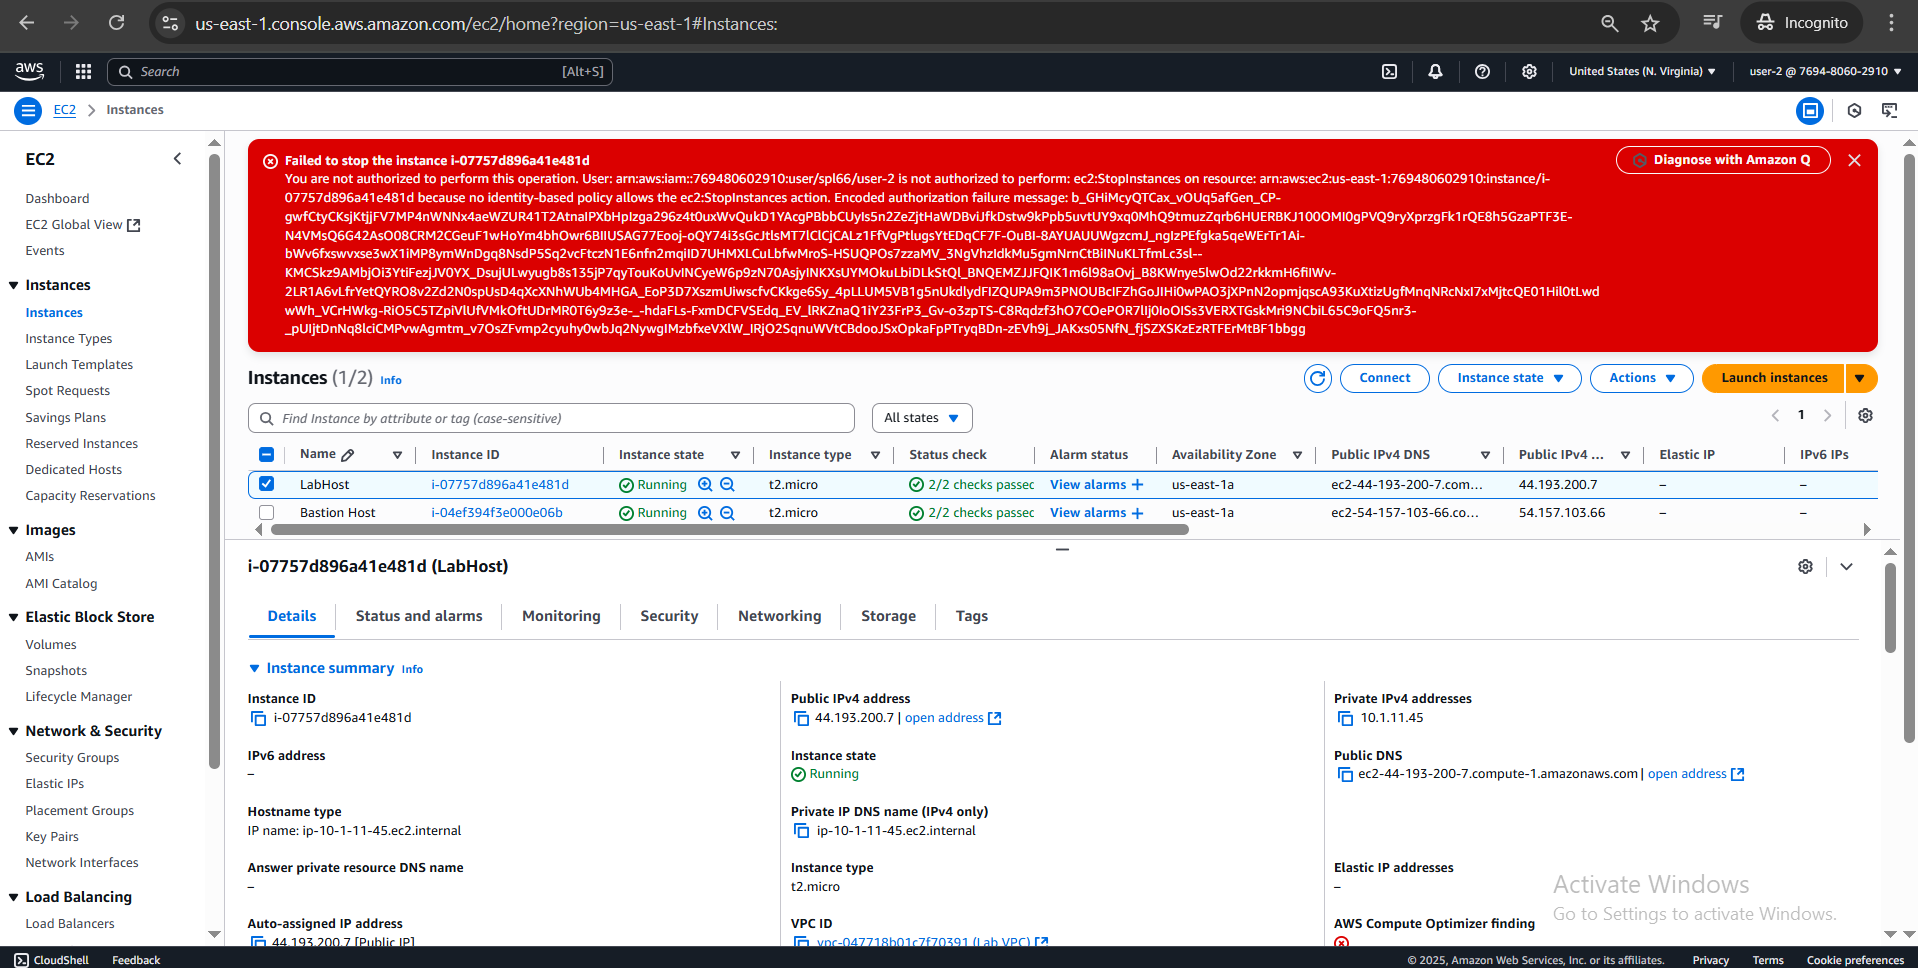 us-east-1.console.aws.amazon.com/ec2/home?region=us-east-1#Instances:
Incognito
aws
Search
[Alt+S]
United States (N. Virginia)
user-2 @ 7694-8060-2910
EC2
Instances
EC2
Dashboard
EC2 Global View
Events
Instances
Instances
Instance Types
Launch Templates
Spot Requests
Savings Plans
Reserved Instances
Dedicated Hosts
Capacity Reservations
Images
AMIs
AMI Catalog
Elastic Block Store
Volumes
Snapshots
Lifecycle Manager
Network & Security
Security Groups
Elastic IPs
Placement Groups
Key Pairs
Network Interfaces
Load Balancing
Load Balancers
Failed to stop the instance i-07757d896a41e481d
Diagnose with Amazon Q
You are not authorized to perform this operation. User: arn:aws:iam::769480602910:user/spl66/user-2 is not authorized to perform: ec2:StopInstances on resource: arn:aws:ec2:us-east-1:769480602910:instance/i-
07757d896a41e481d because no identity-based policy allows the ec2:StopInstances action. Encoded authorization failure message:
Instances (1/2) Info
Connect
Instance state
Actions
Launch instances
Find Instance by attribute or tag (case-sensitive)
All states
1
Name Instance ID Instance state Instance type Status check Alarm status Availability Zone Public IPv4 DNS Public IPv4 ... Elastic IP IPv6 IPs
LabHost i-07757d896a41e481d Running t2.micro 2/2 checks passec View alarms + us-east-1a ec2-44-193-200-7.com... 44.193.200.7 – –
Bastion Host i-04ef394f3e000e06b Running t2.micro 2/2 checks passec View alarms + us-east-1a ec2-54-157-103-66.co... 54.157.103.66 – –
i-07757d896a41e481d (LabHost)
Details Status and alarms Monitoring Security Networking Storage Tags
Instance summary Info
Instance ID
i-07757d896a41e481d
Public IPv4 address
44.193.200.7 | open address
Private IPv4 addresses
10.1.11.45
IPv6 address
–
Instance state
Running
Public DNS
ec2-44-193-200-7.compute-1.amazonaws.com | open address
Hostname type
IP name: ip-10-1-11-45.ec2.internal
Private IP DNS name (IPv4 only)
ip-10-1-11-45.ec2.internal
Answer private resource DNS name
–
Instance type
t2.micro
Elastic IP addresses
–
Auto-assigned IP address
44.193.200.7 [Public IP]
VPC ID
vpc-047718b01c7f70391 (Lab VPC)
AWS Compute Optimizer finding
Activate Windows
Go to Settings to activate Windows.
CloudShell
Feedback
© 2025, Amazon Web Services, Inc. or its affiliates.
Privacy
Terms
Cookie preferences